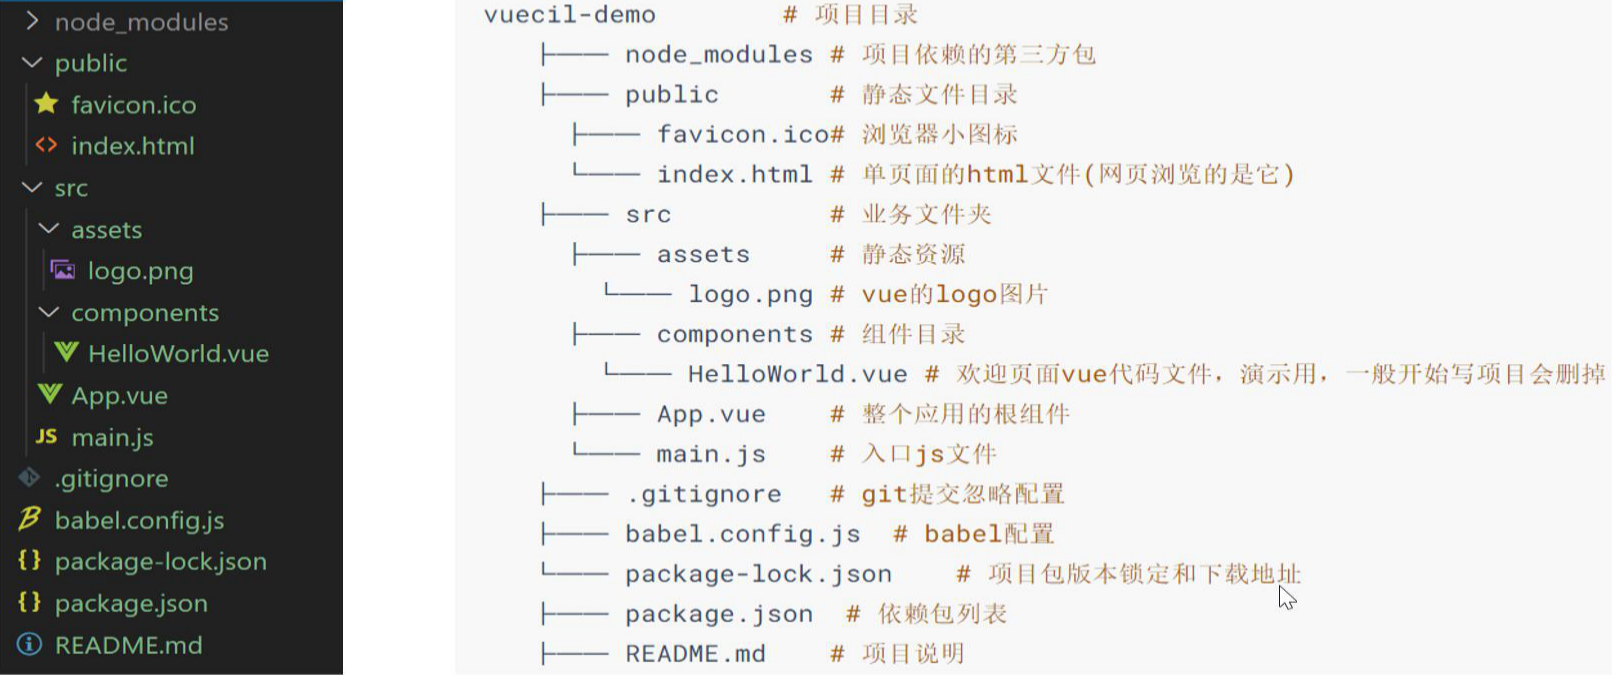 node_modules
public
favicon.ico
<> index.html
src
assets
logo.png
components
HelloWorld.vue
App.vue
JS main.js
.gitignore
babel.config.js
{} package-lock.json
{} package.json
README.md
vuecil-demo # 项目目录
├── node_modules # 项目依赖的第三方包
├── public # 静态文件目录
├── favicon.ico# 浏览器小图标
└── index.html # 单页面的html文件(网页浏览的是它)
├── src # 业务文件夹
├── assets # 静态资源
└── logo.png # vue的logo图片
├── components # 组件目录
└── HelloWorld.vue # 欢迎页面vue代码文件，演示用，一般开始写项目会删掉
├── App.vue # 整个应用的根组件
└── main.js # 入口js文件
├── .gitignore # git提交忽略配置
├── babel.config.js # babel配置
└── package-lock.json # 项目包版本锁定和下载地址
├── package.json # 依赖包列表
├── README.md # 项目说明